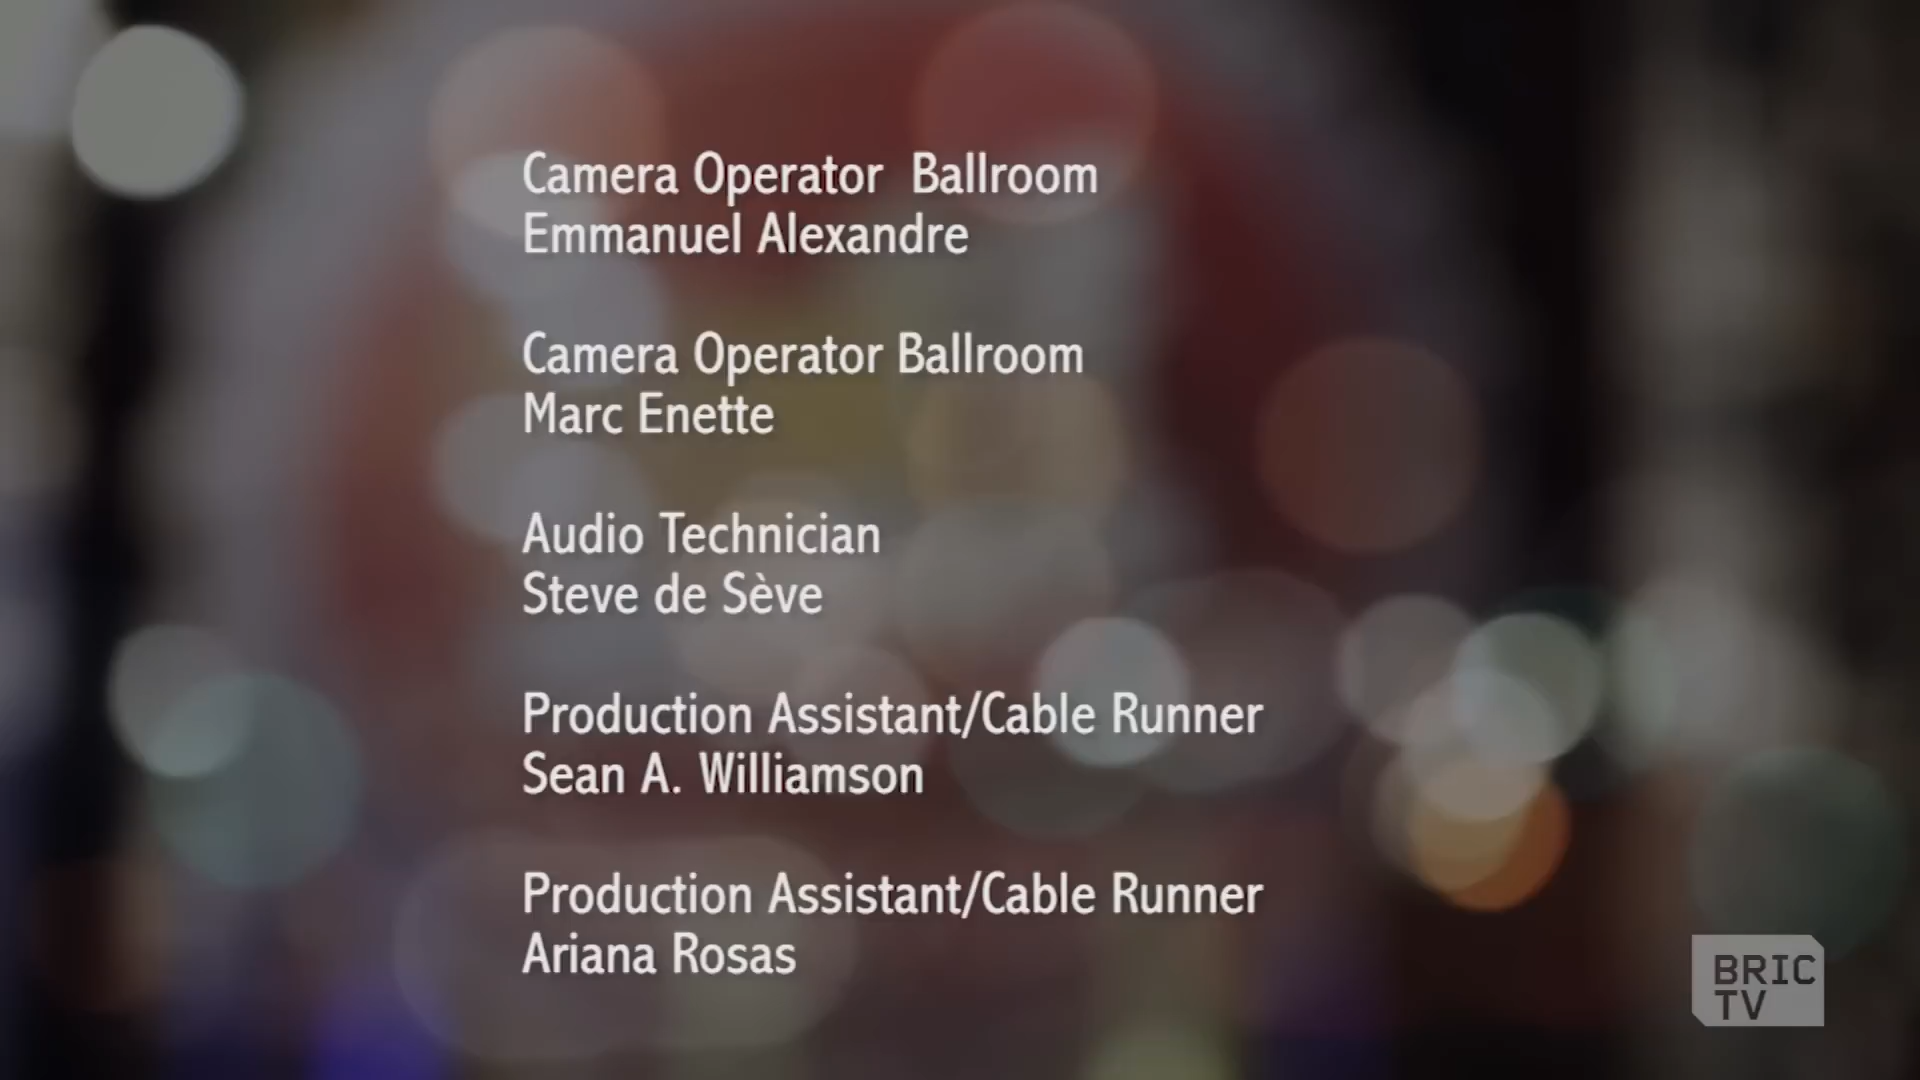 Camera Operator  Ballroom
Emmanuel Alexandre
Camera Operator Ballroom
Marc Enette
Audio Technician
Steve de Sève
Production Assistant/Cable Runner
Sean A. Williamson
Production Assistant/Cable Runner
Ariana Rosas
BRIC
TV